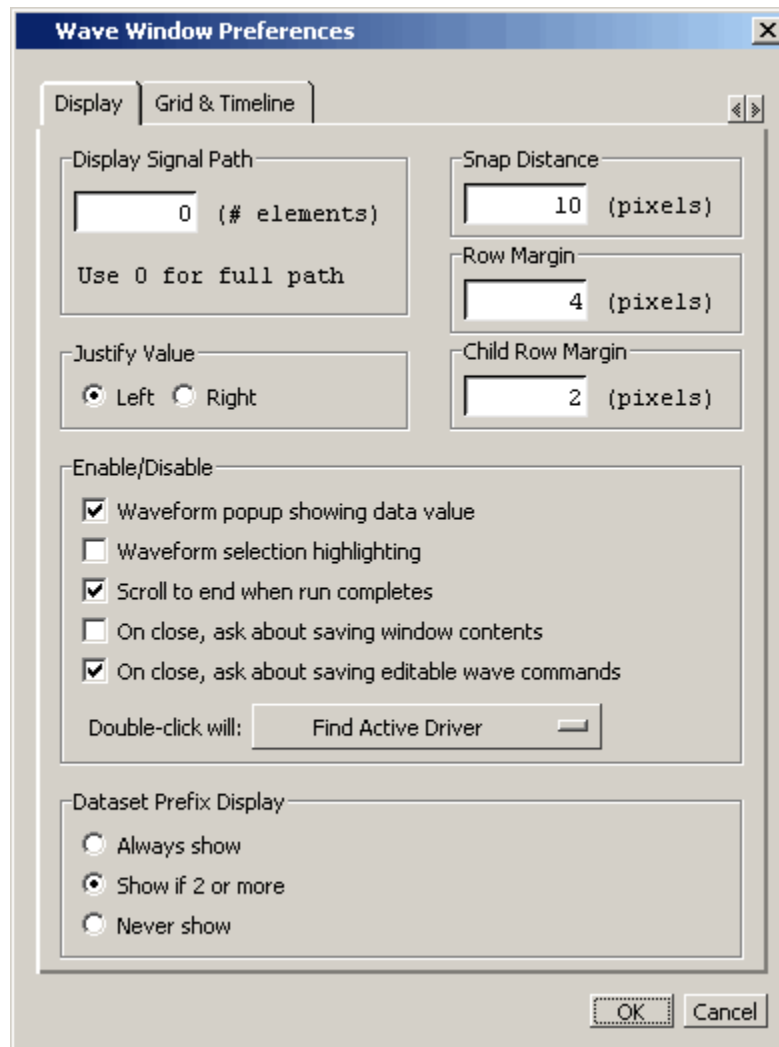 Wave Window Preferences
Display
Grid & Timeline
Display Signal Path
0 (# elements)
Use 0 for full path
Snap Distance
10 (pixels)
Row Margin
4 (pixels)
Justify Value
Left
Right
Child Row Margin
2 (pixels)
Enable/Disable
Waveform popup showing data value
Waveform selection highlighting
Scroll to end when run completes
On close, ask about saving window contents
On close, ask about saving editable wave commands
Double-click will: Find Active Driver
Dataset Prefix Display
Always show
Show if 2 or more
Never show
OK
Cancel